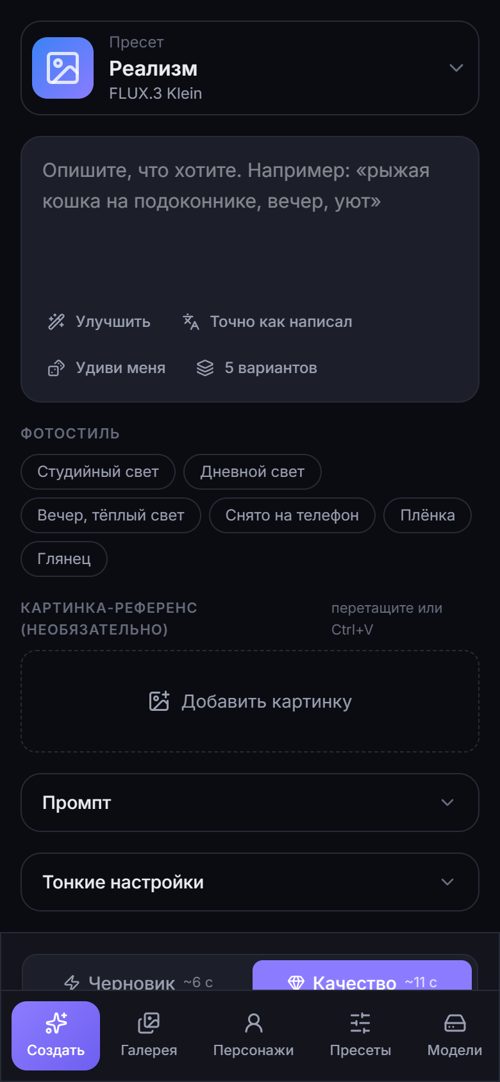 Пресет
Реализм
FLUX.3 Klein
Опишите, что хотите. Например: «рыжая
кошка на подоконнике, вечер, уют»
Улучшить Точно как написал
Удиви меня 5 вариантов
ФОТОСТИЛЬ
Студийный свет Дневной свет
Вечер, тёплый свет Снято на телефон Плёнка
Глянец
КАРТИНКА-РЕФЕРЕНС перетащите или
(НЕОБЯЗАТЕЛЬНО) Ctrl+V
Добавить картинку
Промпт
Тонкие настройки
Черновик ~6 с Качество ~11 с
Создать Галерея Персонажи Пресеты Модели